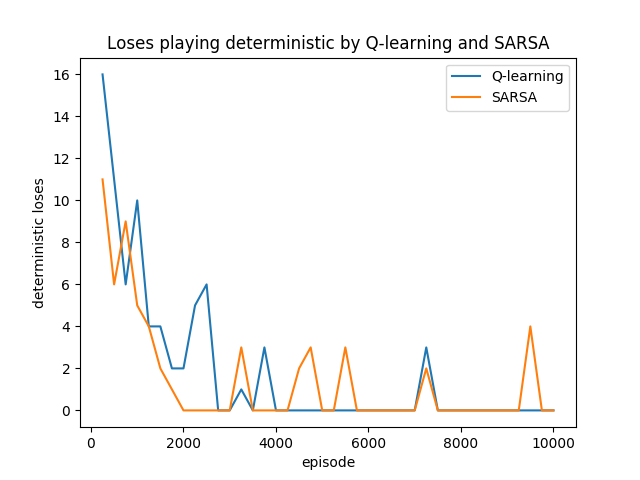 Loses playing deterministic by Q-learning and SARSA
Q-learning
SARSA
deterministic loses
16
14
12
10
8
6
4
2
0
0 2000 4000 6000 8000 10000
episode